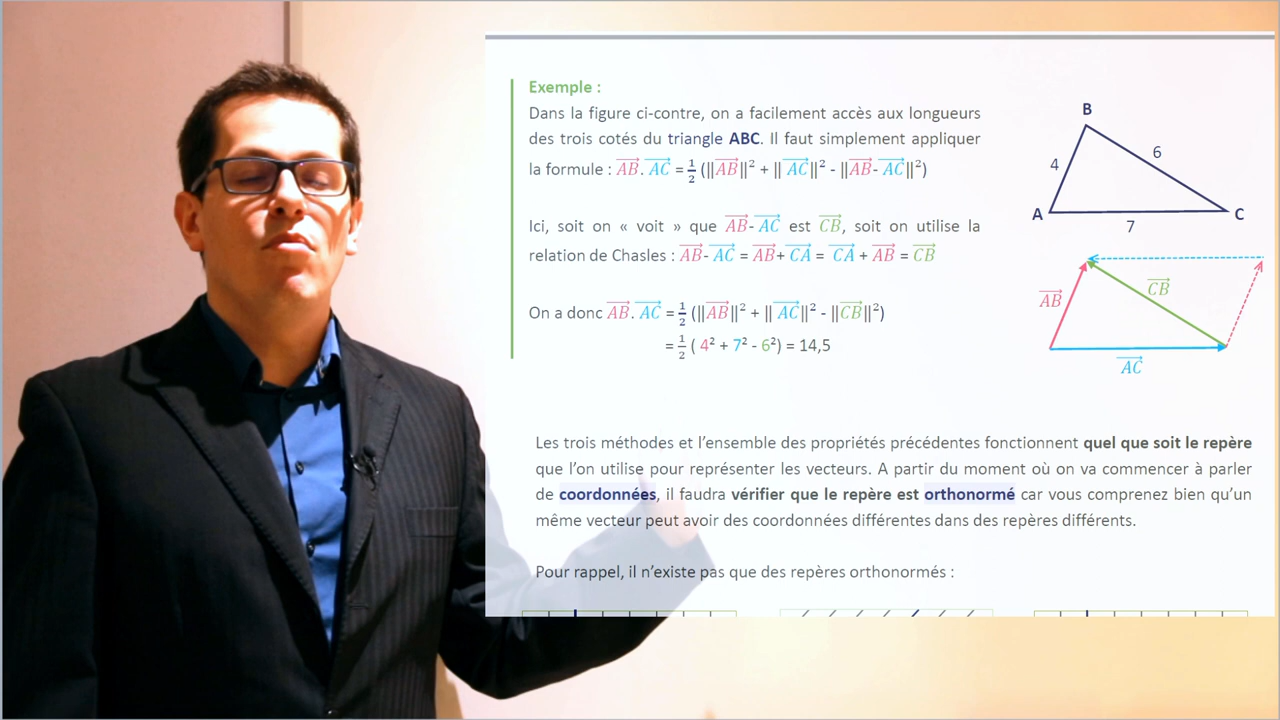 Exemple :
Dans la figure ci-contre, on a facilement accès aux longueurs
des trois cotés du triangle ABC. Il faut simplement appliquer
la formule : AB⃗. AC⃗ = ½ (||AB⃗||² + || AC⃗||² - ||AB⃗- AC⃗||²)
Ici, soit on « voit » que AB⃗- AC⃗ est CB⃗, soit on utilise la
relation de Chasles : AB⃗- AC⃗ = AB⃗+ CA⃗ = CA⃗ + AB⃗ = CB⃗
On a donc AB⃗. AC⃗ = ½ (||AB⃗||² + || AC⃗||² - ||CB⃗||²)
= ½ ( 4² + 7² - 6²) = 14,5
B
4
6
A
C
7
AB⃗
CB⃗
AC⃗
Les trois méthodes et l’ensemble des propriétés précédentes fonctionnent quel que soit le repère
que l’on utilise pour représenter les vecteurs. A partir du moment où on va commencer à parler
de coordonnées, il faudra vérifier que le repère est orthonormé car vous comprenez bien qu’un
même vecteur peut avoir des coordonnées différentes dans des repères différents.
Pour rappel, il n’existe pas que des repères orthonormés :